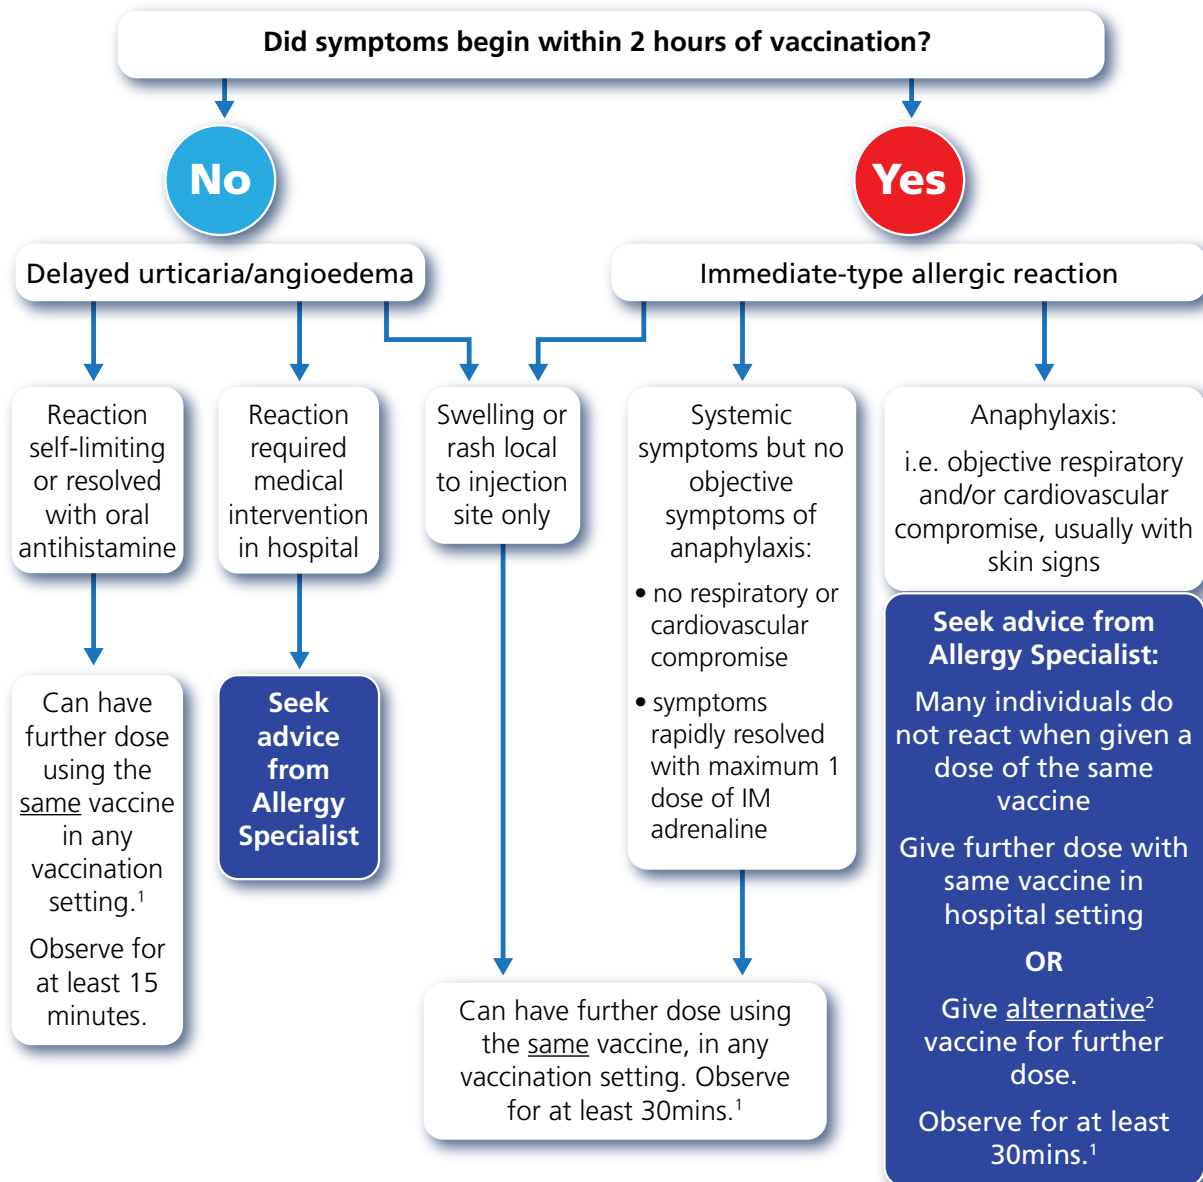 Did symptoms begin within 2 hours of vaccination?
No
Yes
Delayed urticaria/angioedema
Immediate-type allergic reaction
Reaction
self-limiting
or resolved
with oral
antihistamine
Reaction
required
medical
intervention
in hospital
Swelling or
rash local
to injection
site only
Systemic
symptoms but no
objective
symptoms of
anaphylaxis:
• no respiratory or
cardiovascular
compromise
• symptoms
rapidly resolved
with maximum 1
dose of IM
adrenaline
Anaphylaxis:
i.e. objective respiratory
and/or cardiovascular
compromise, usually with
skin signs
Can have
further dose
using the
same vaccine
in any
vaccination
setting.¹
Observe for
at least 15
minutes.
Seek
advice
from
Allergy
Specialist
Can have further dose using
the same vaccine, in any
vaccination setting. Observe
for at least 30mins.¹
Seek advice from
Allergy Specialist:
Many individuals do
not react when given a
dose of the same
vaccine
Give further dose with
same vaccine in
hospital setting
OR
Give alternative²
vaccine for further
dose.
Observe for at least
30mins.¹